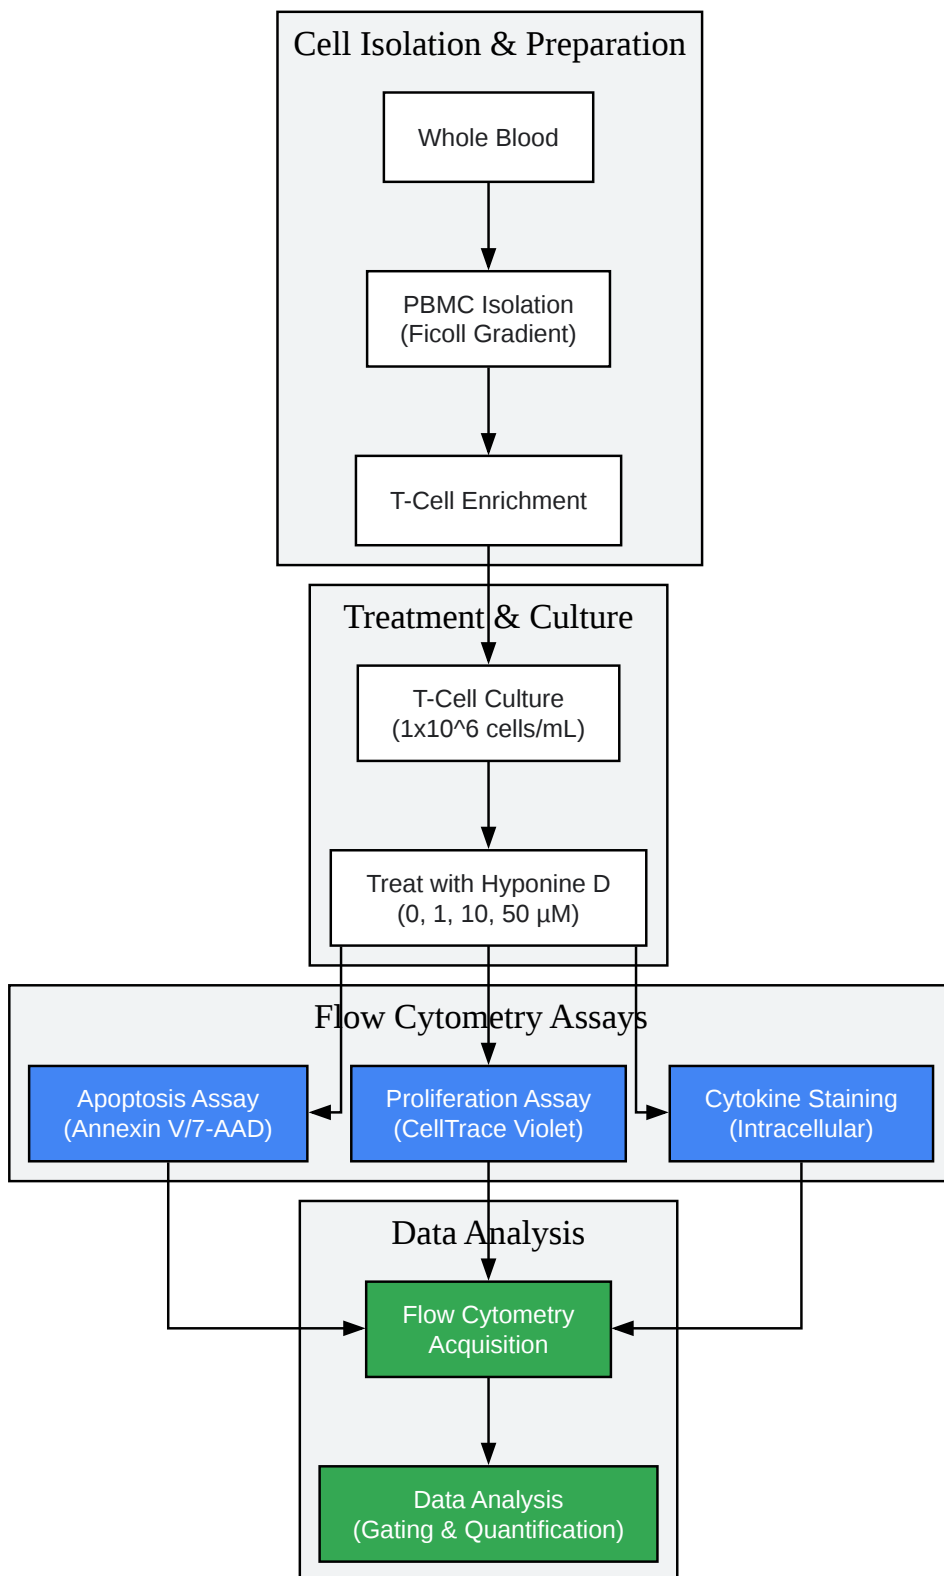 Cell Isolation & Preparation
Whole Blood
PBMC Isolation
(Ficoll Gradient)
T-Cell Enrichment
Treatment & Culture
T-Cell Culture
(1x10^6 cells/mL)
Treat with Hyponine D
(0, 1, 10, 50 µM)
Flow Cytometry Assays
Apoptosis Assay
(Annexin V/7-AAD)
Proliferation Assay
(CellTrace Violet)
Cytokine Staining
(Intracellular)
Data Analysis
Flow Cytometry
Acquisition
Data Analysis
(Gating & Quantification)